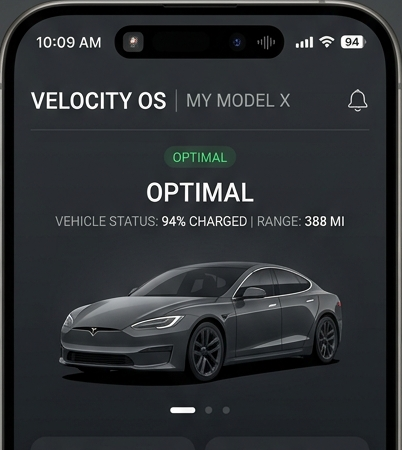 10:09 AM 94
VELOCITY OS | MY MODEL X
OPTIMAL
OPTIMAL
VEHICLE STATUS: 94% CHARGED | RANGE: 388 MI